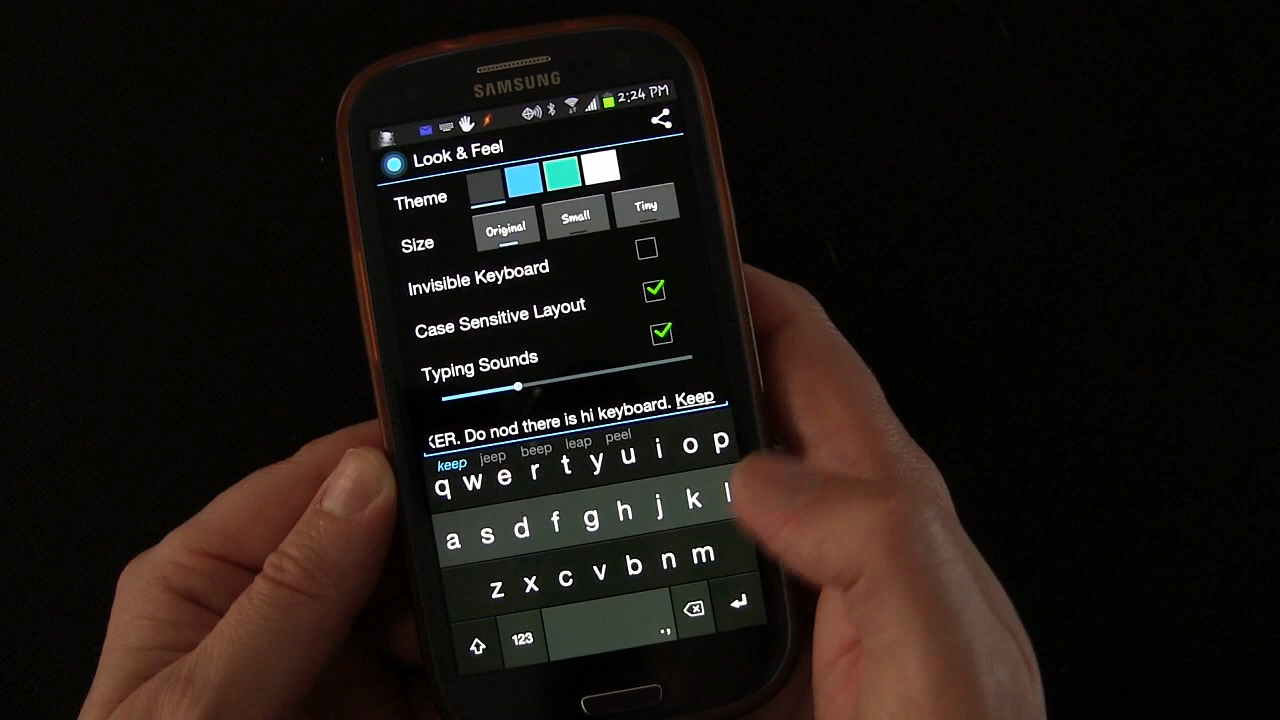 SAMSUNG
2:24 PM
Look & Feel
Theme
Size
Original
Small
Tiny
Invisible Keyboard
Case Sensitive Layout
Typing Sounds
KER. Do nod there is hi keyboard. Keep
keep jeep beep leap peel
q w e r t y u i o p
a s d f g h j k l
z x c v b n m
123
.,